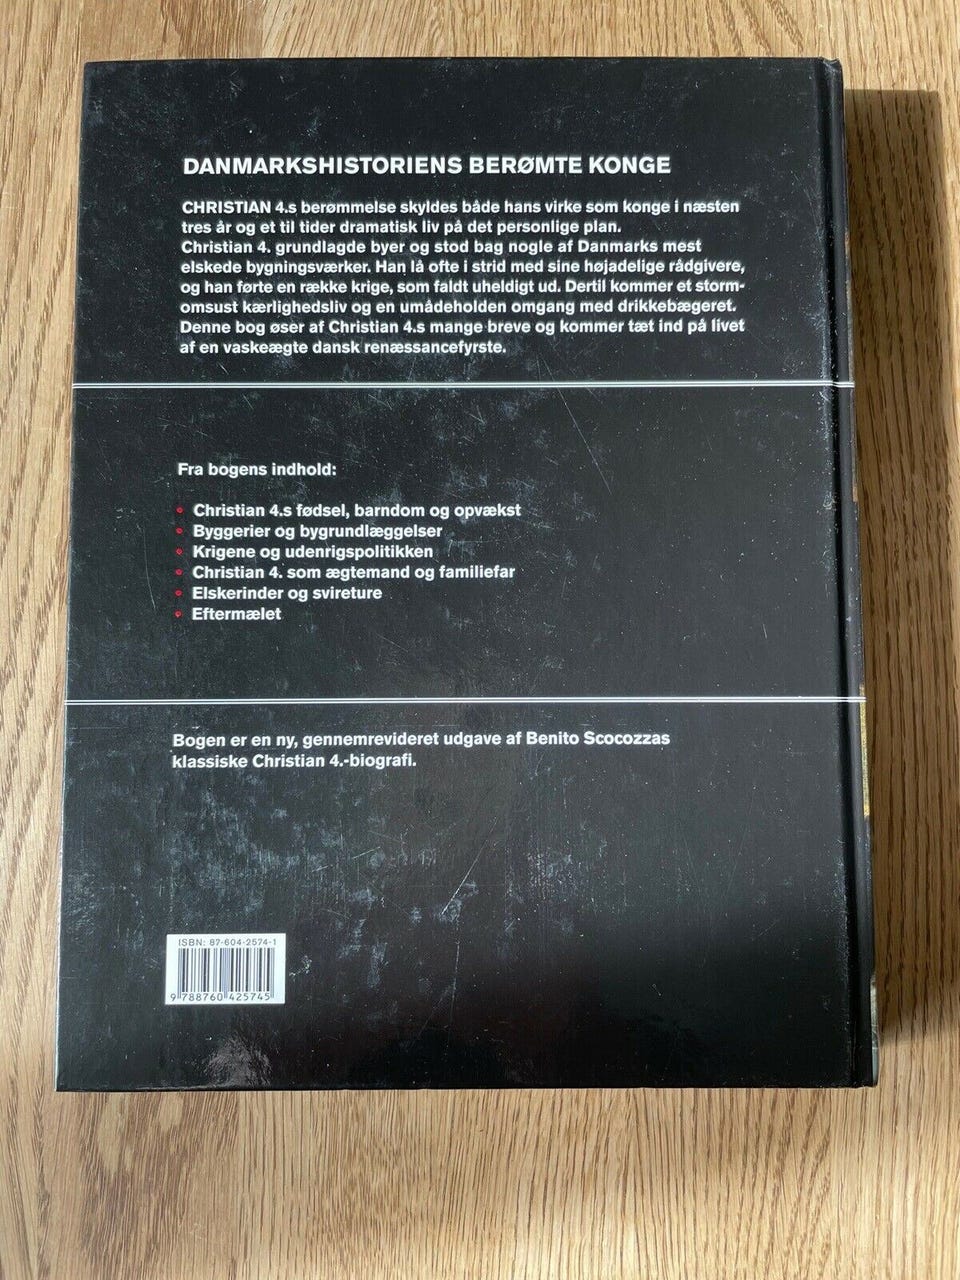 DANMARKSHISTORIENS BERØMTE KONGE
CHRISTIAN 4.s berømmelse skyldes både hans virke som konge i næsten
tres år og et til tider dramatisk liv på det personlige plan.
Christian 4. grundlagde byer og stod bag nogle af Danmarks mest
elskede bygningsværker. Han lå ofte i strid med sine højadelige rådgivere,
og han førte en række krige, som faldt uheldigt ud. Dertil kommer et storm-
omsust kærlighedsliv og en umådeholden omgang med drikkebægeret.
Denne bog øser af Christian 4.s mange breve og kommer tæt ind på livet
af en vaskeægte dansk renæssancefyrste.
Fra bogens indhold:
• Christian 4.s fødsel, barndom og opvækst
• Byggerier og bygrundlæggelser
• Krigene og udenrigspolitikken
• Christian 4. som ægtemand og familiefar
• Elskerinder og svireture
• Eftermælet
Bogen er en ny, gennemrevideret udgave af Benito Scocozzas
klassiske Christian 4.-biografi.
ISBN: 87-604-2574-1
9 788760 425745